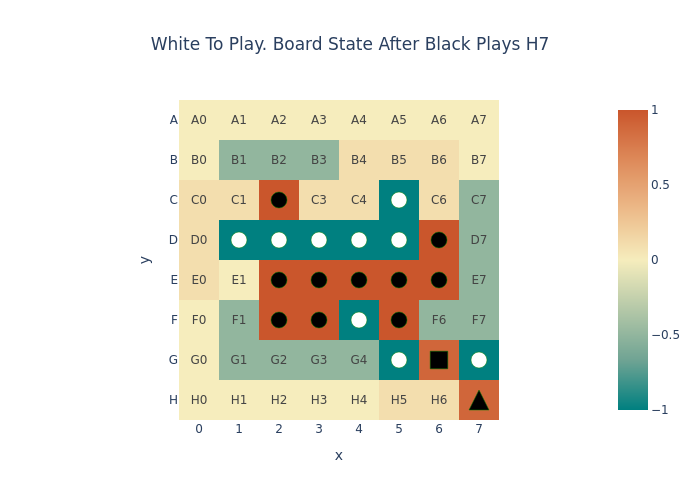 White To Play. Board State After Black Plays H7
A A0 A1 A2 A3 A4 A5 A6 A7
B B0 B1 B2 B3 B4 B5 B6 B7
C C0 C1 C3 C4 C6 C7
D D0 D7
E E0 E1 E7
F F0 F1 F6 F7
G G0 G1 G2 G3 G4
H H0 H1 H2 H3 H4 H5 H6
0 1 2 3 4 5 6 7
x
y
1
0.5
0
−0.5
−1